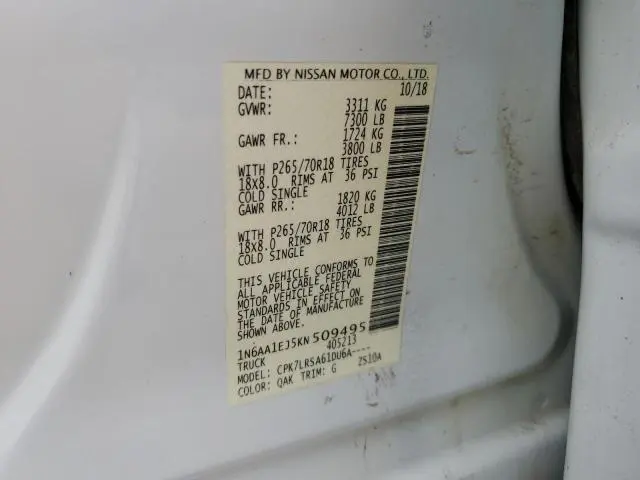 MFD BY NISSAN MOTOR CO., LTD.
DATE: 10/18
GVWR: 3311 KG
7300 LB
GAWR FR.: 1724 KG
3800 LB
WITH P265/70R18 TIRES
18X8.0 RIMS AT 36 PSI
COLD SINGLE
GAWR RR.: 1820 KG
4012 LB
WITH P265/70R18 TIRES
18X8.0 RIMS AT 36 PSI
COLD SINGLE
THIS VEHICLE CONFORMS TO
ALL APPLICABLE FEDERAL
MOTOR VEHICLE SAFETY
STANDARDS IN EFFECT ON
THE DATE OF MANUFACTURE
SHOWN ABOVE.
1N6AA1EJ5KN509495
TRUCK 405213
MODEL: CPK7LRSA61DU6A----
COLOR: QAK TRIM: G ZS10A